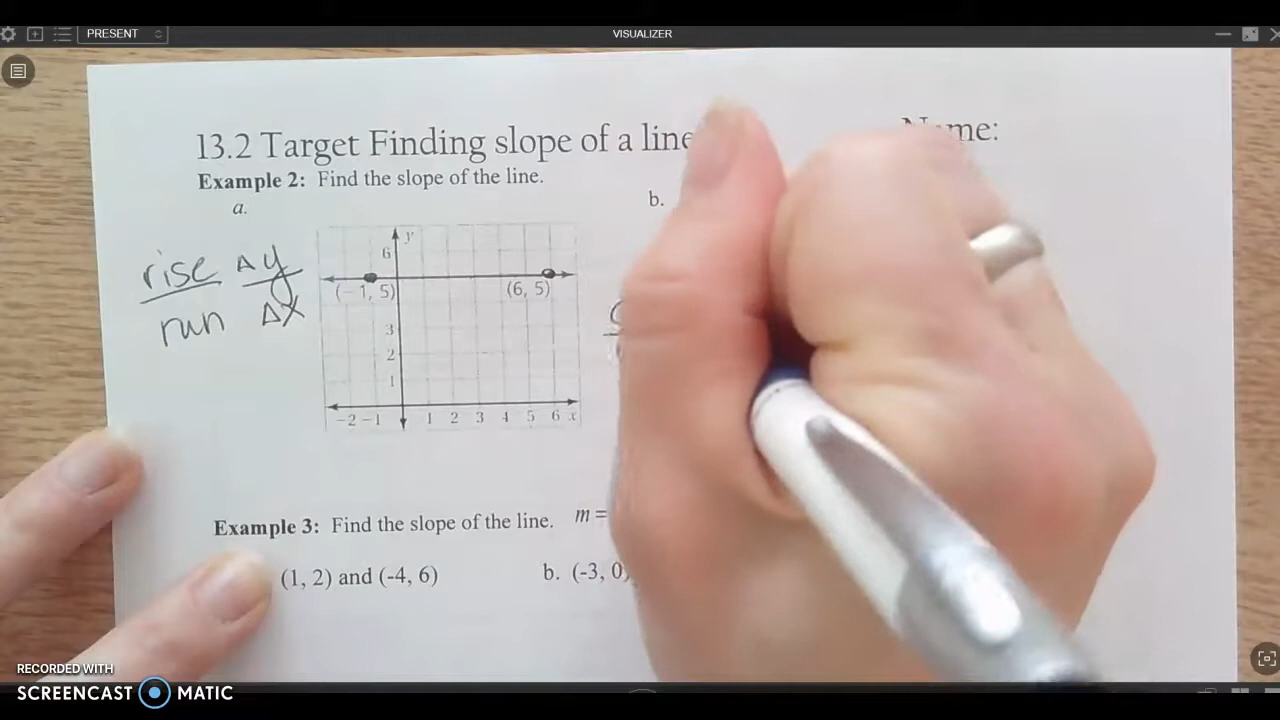 PRESENT
VISUALIZER
13.2 Target Finding slope of a line
Name:
Example 2: Find the slope of the line.
a.
b.
rise Δy
run Δx
y
6
(– 1, 5)
(6, 5)
3
2
1
–2 –1 1 2 3 4 5 6 x
Example 3: Find the slope of the line. m =
(1, 2) and (-4, 6)
b. (-3, 0)
RECORDED WITH
SCREENCAST MATIC